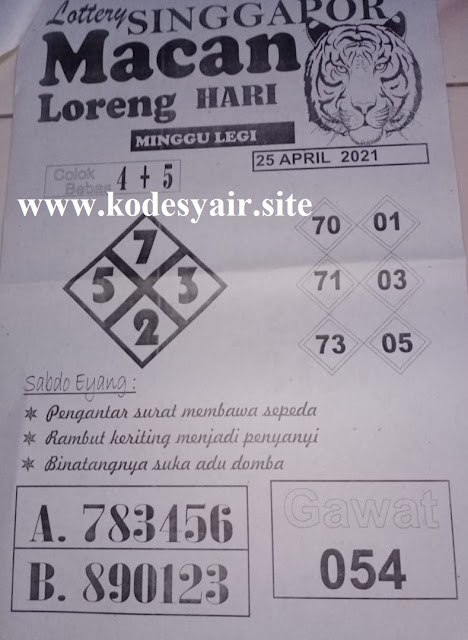 Lottery SINGGAPOR
Macan
Loreng HARI
MINGGU LEGI
25 APRIL 2021
Colok
Bebas 4 + 5
www.kodesyair.site
7
5 3
2
70 01
71 03
73 05
Sabdo Eyang :
Pengantar surat membawa sepeda
Rambut keriting menjadi penyanyi
Binatangnya suka adu domba
A. 783456
B. 890123
Gawat
054